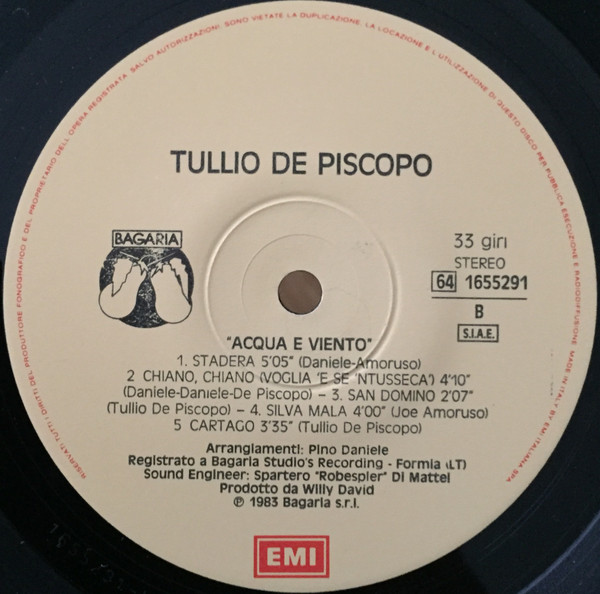 RISERVATI TUTTI I DIRITTI DEL PRODUTTORE FONOGRAFICO E DEL PROPRIETARIO DELL'OPERA REGISTRATA. SALVO AUTORIZZAZIONI, SONO VIETATE LA DUPLICAZIONE, LA LOCAZIONE E L'UTILIZZAZIONE DI QUESTO DISCO PER PUBBLICA ESECUZIONE E RADIODIFFUSIONE. MADE IN ITALY BY EMI ITALIANA SPA
TULLIO DE PISCOPO
BAGARIA
33 giri
STEREO
64 1655291
B
S.I.A.E.
"ACQUA E VIENTO"
1. STADERA 5'05" (Daniele-Amoruso)
2 CHIANO, CHIANO (VOGLIA 'E SE 'NTUSSECA') 4'10"
(Daniele-Daniele-De Piscopo) – 3. SAN DOMINO 2'07"
(Tullio De Piscopo) – 4. SILVA MALA 4'00" (Joe Amoruso)
5 CARTAGO 3'35" (Tullio De Piscopo)
Arrangiamenti: Pino Daniele
Registrato a Bagaria Studio's Recording - Formia (LT)
Sound Engineer: Spartero "Robespier" Di Mattei
Prodotto da Willy David
℗ 1983 Bagaria s.r.l.
EMI